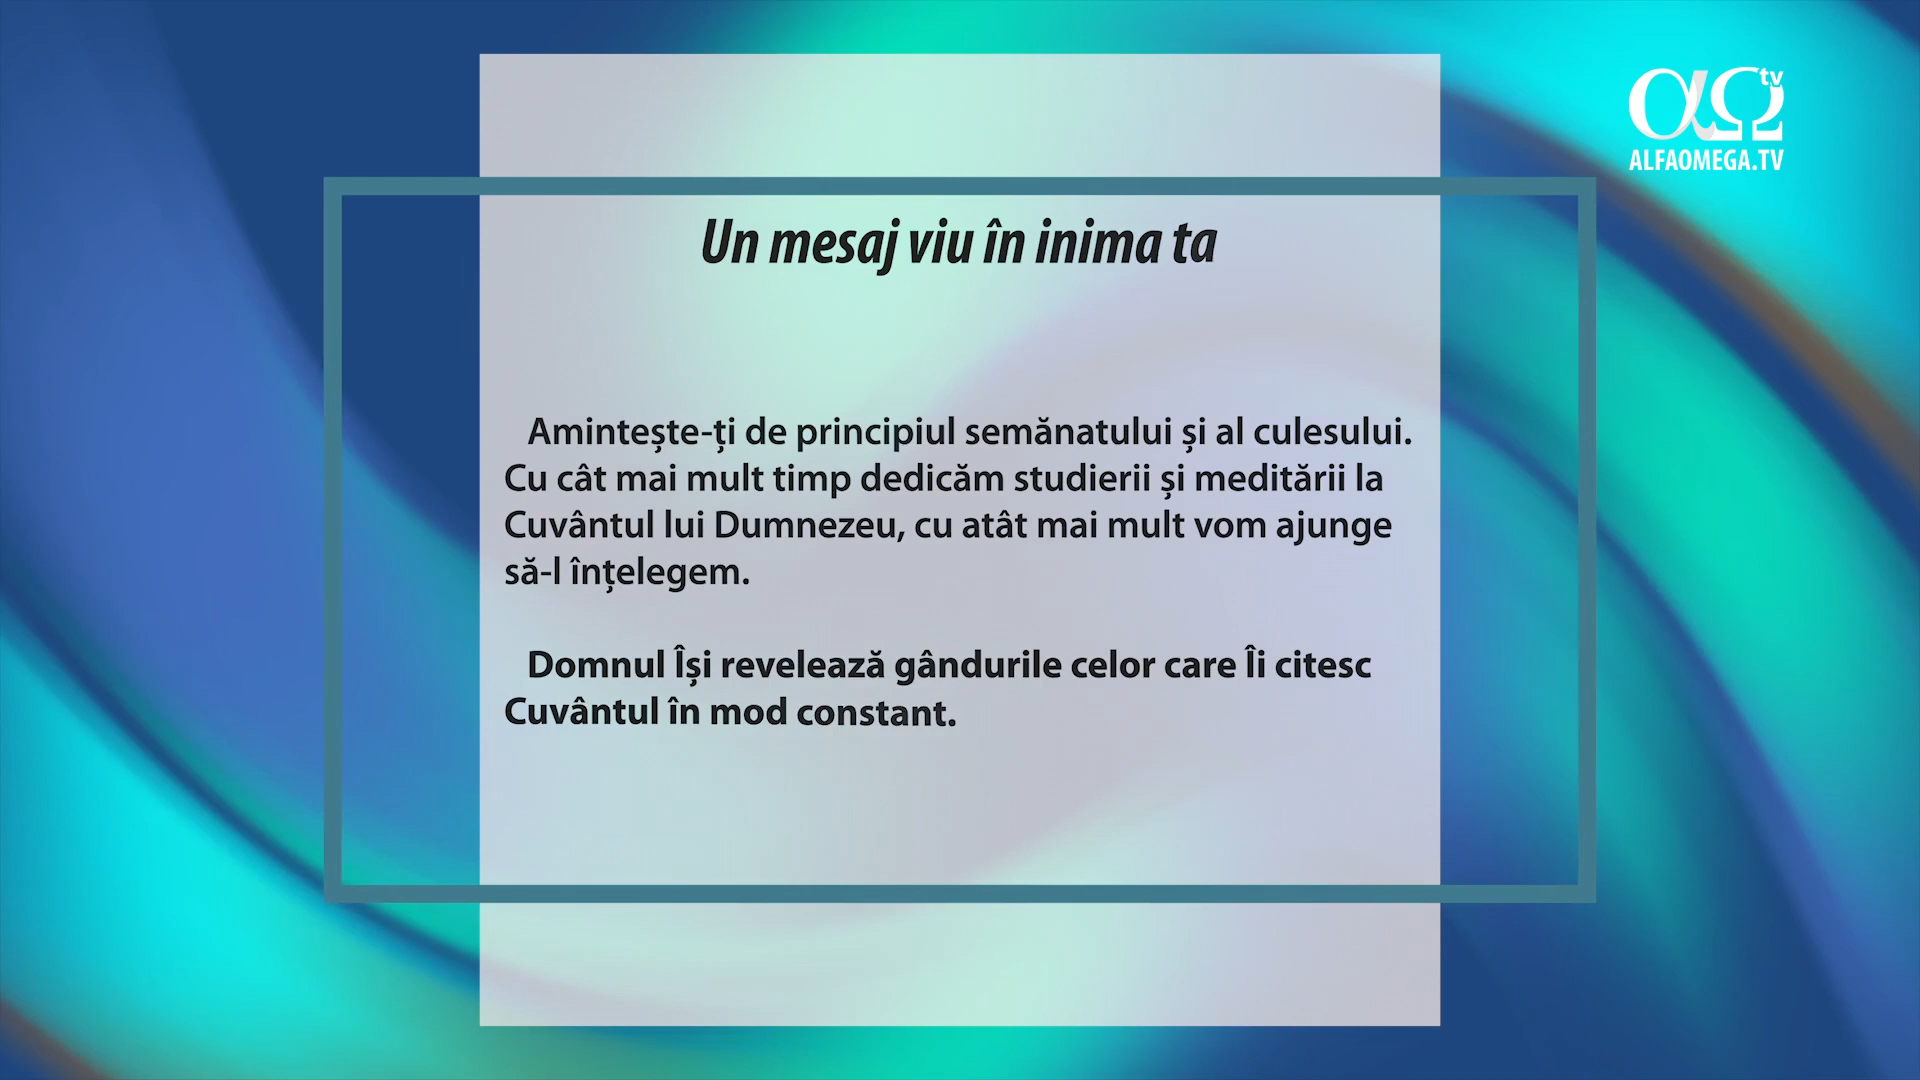 αΩ tv
ALFAOMEGA.TV
Un mesaj viu în inima ta
Amintește-ți de principiul semănatului și al culesului.
Cu cât mai mult timp dedicăm studierii și meditării la
Cuvântul lui Dumnezeu, cu atât mai mult vom ajunge
să-l înțelegem.
Domnul Își revelează gândurile celor care Îi citesc
Cuvântul în mod constant.